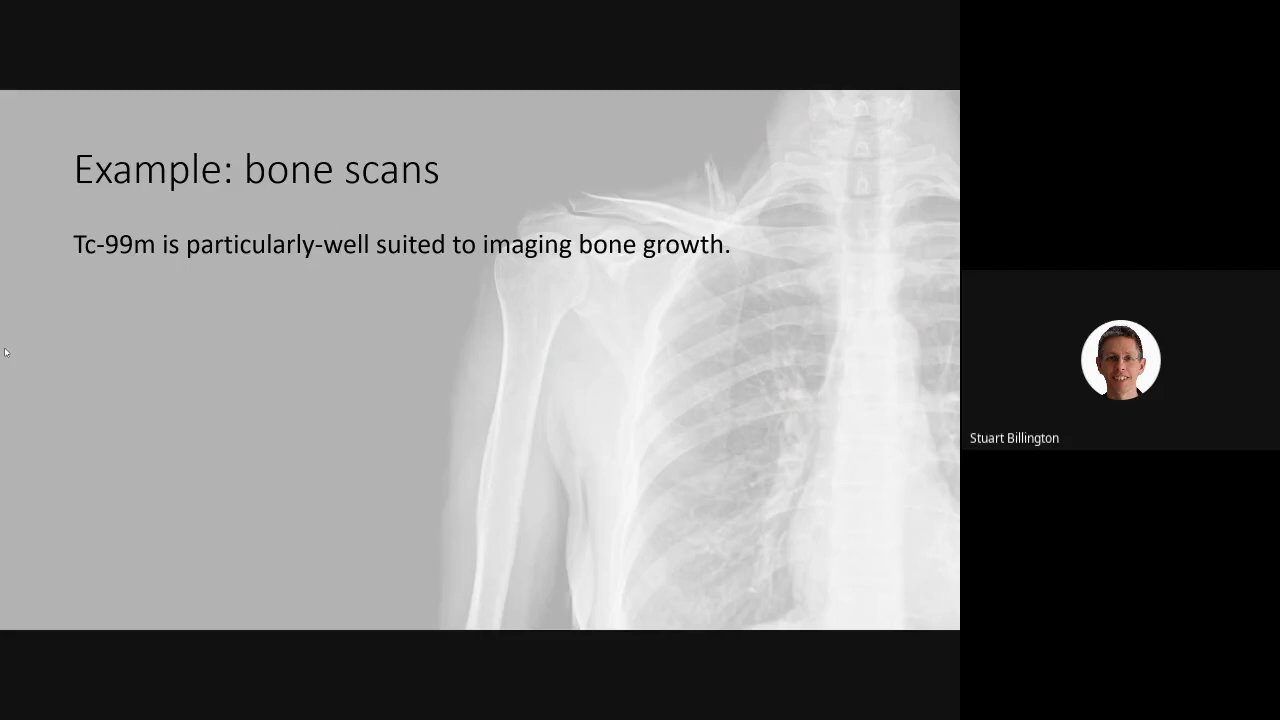 Example: bone scans
Tc-99m is particularly-well suited to imaging bone growth.
Stuart Billington